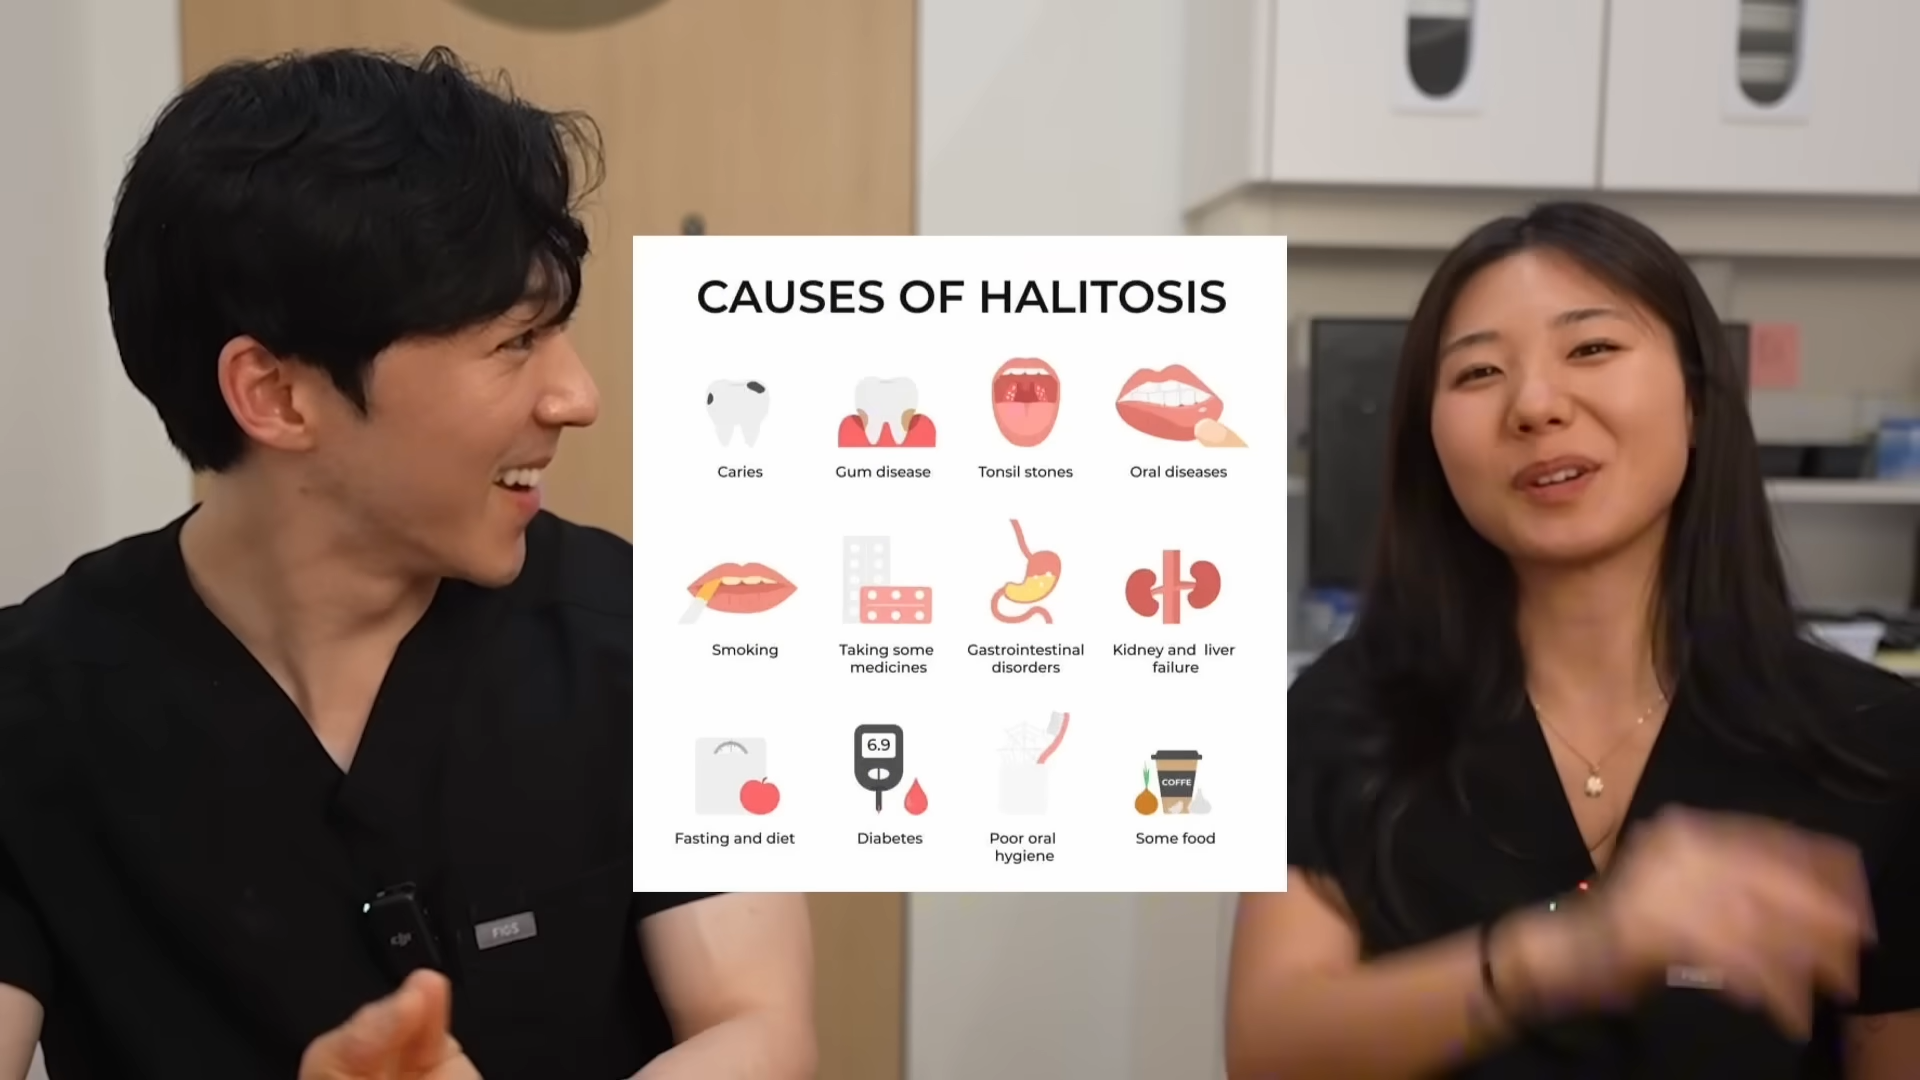 CAUSES OF HALITOSIS
Caries
Gum disease
Tonsil stones
Oral diseases
Smoking
Taking some
medicines
Gastrointestinal
disorders
Kidney and liver
failure
6.9
COFFE
Fasting and diet
Diabetes
Poor oral
hygiene
Some food
dji
FIGS